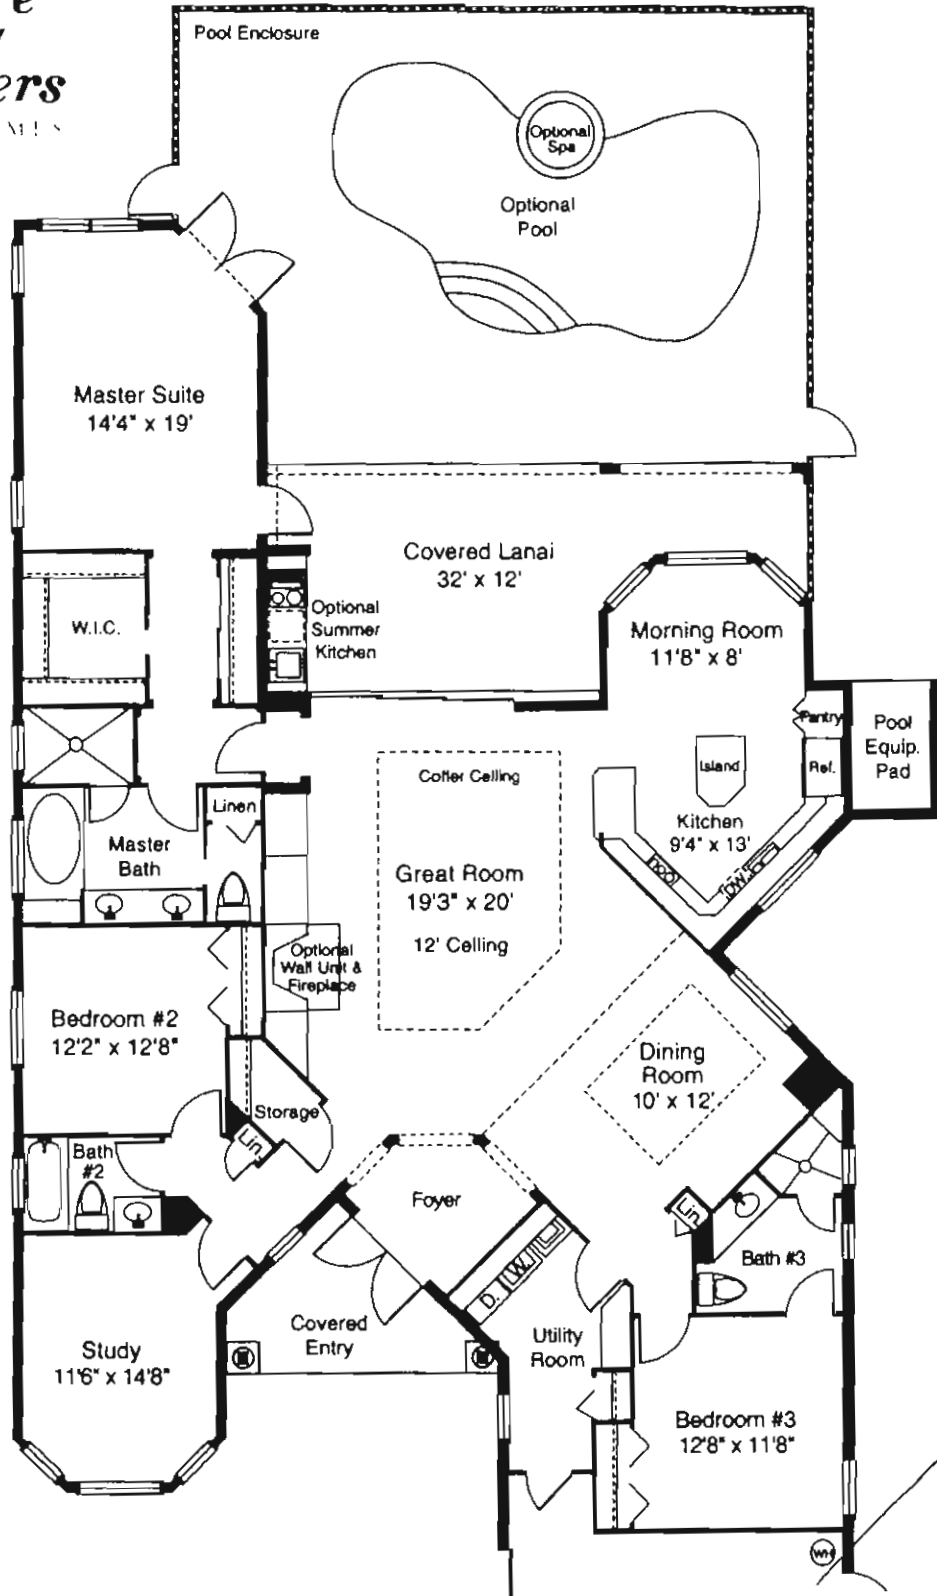 ers
Pool Enclosure
Optional
Spa
Optional
Pool
Master Suite
14'4" x 19'
Covered Lanai
32' x 12'
W.I.C.
Optional
Summer
Kitchen
Morning Room
11'8" x 8'
Pantry
Pool
Equip.
Pad
Coffer Ceiling
Island
Ref.
Linen
Kitchen
9'4" x 13'
Master
Bath
DW
Great Room
19'3" x 20'
12' Ceiling
Optional
Wall Unit &
Fireplace
Bedroom #2
12'2" x 12'8"
Dining
Room
10' x 12'
Storage
Lin.
Bath
#2
Foyer
Lin.
Bath #3
W.
D.
Covered
Entry
Utility
Room
Study
11'6" x 14'8"
Bedroom #3
12'8" x 11'8"
WH